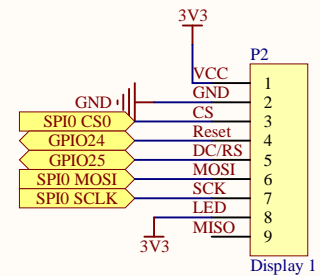 3V3
P2
VCC 1
GND GND 2
SPI0 CS0 CS 3
GPIO24 Reset 4
GPIO25 DC/RS 5
SPI0 MOSI MOSI 6
SPI0 SCLK SCK 7
LED 8
3V3 MISO 9
Display 1